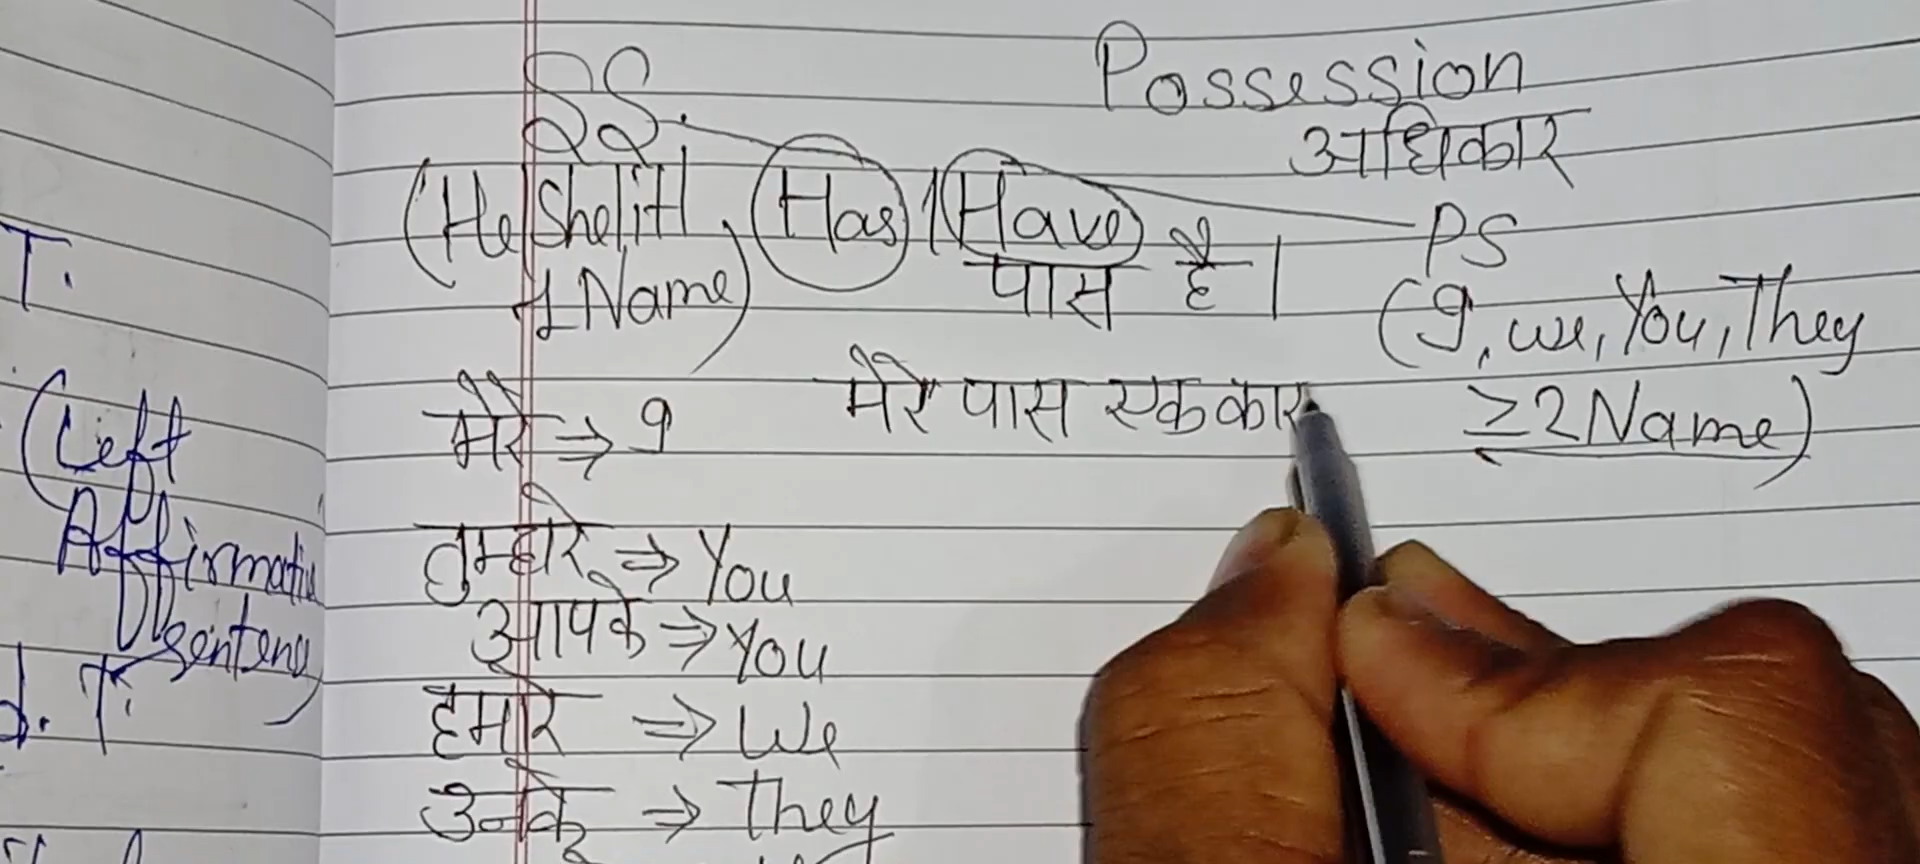 Possession
अधिकार
SS.
(He/She/it/ 1 Name) Has / Have
पास है।
PS
(I, we, You, They
≥2 Name)
मेरे ⇒ I
मेरे पास एक कार
तुम्हारे ⇒ You
आपके ⇒ You
हमारे ⇒ We
उनके ⇒ They
T.
(Left
Affirmative
Sentence)
d. T.